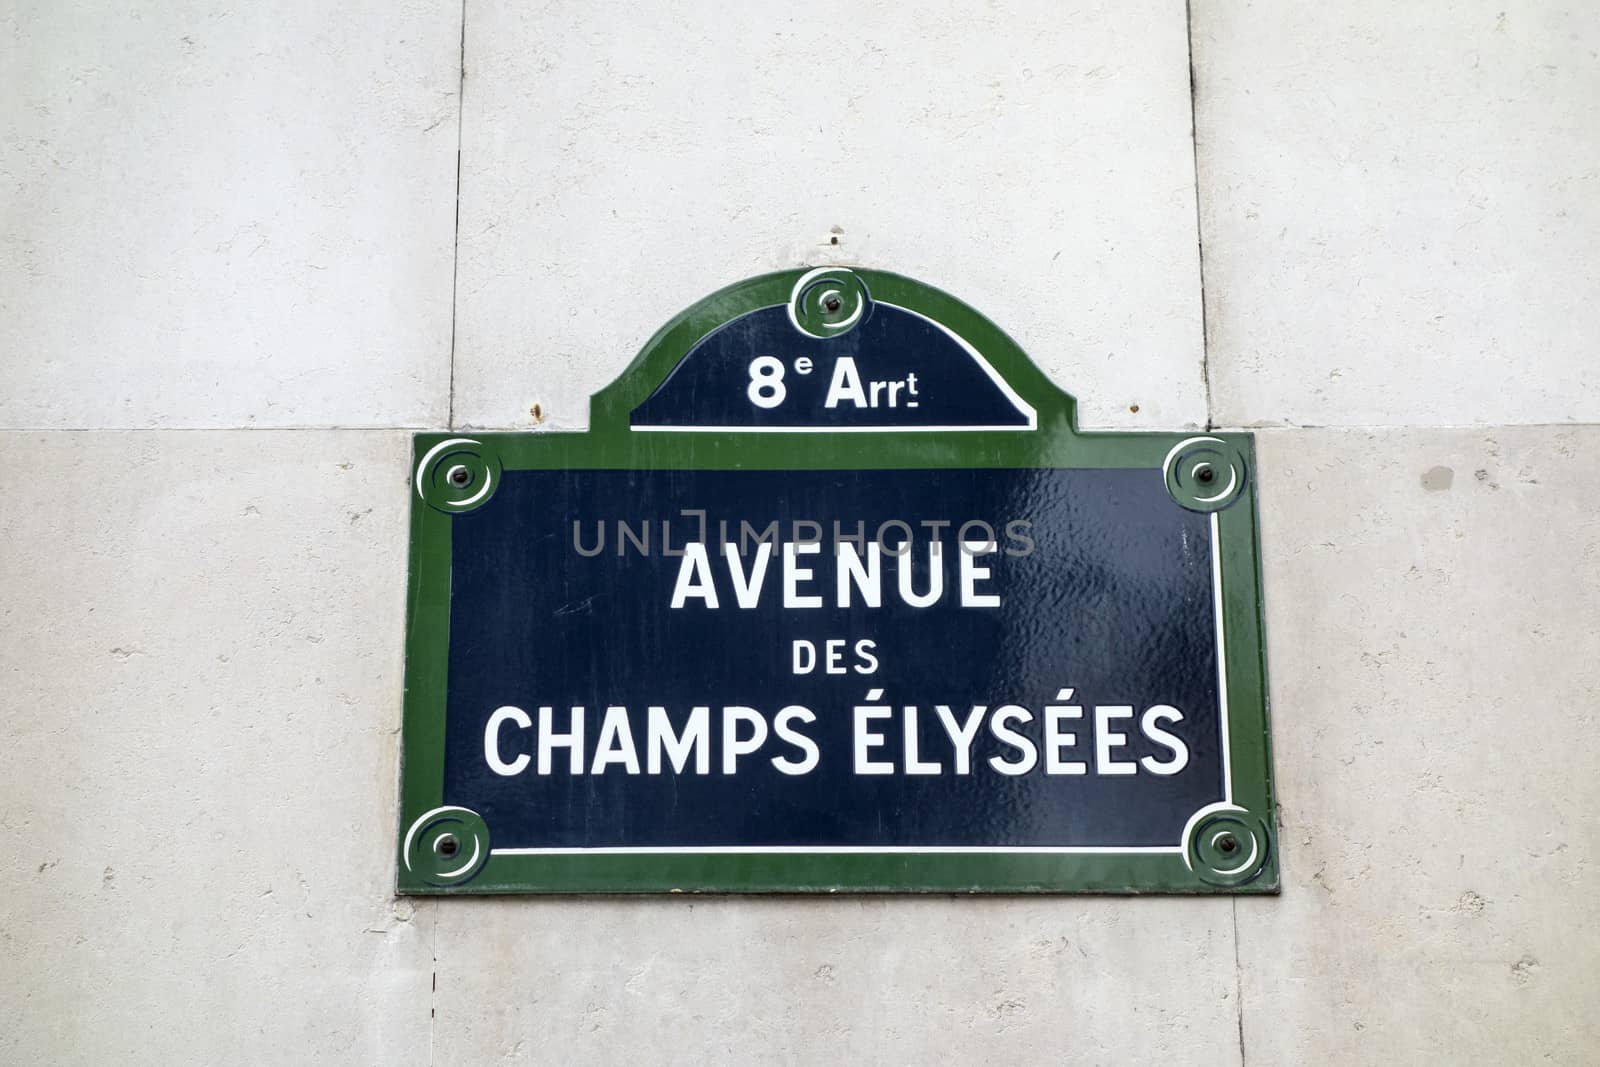 8e Arrt
UNLIMPHOTOS
AVENUE
DES
CHAMPS ÉLYSÉES